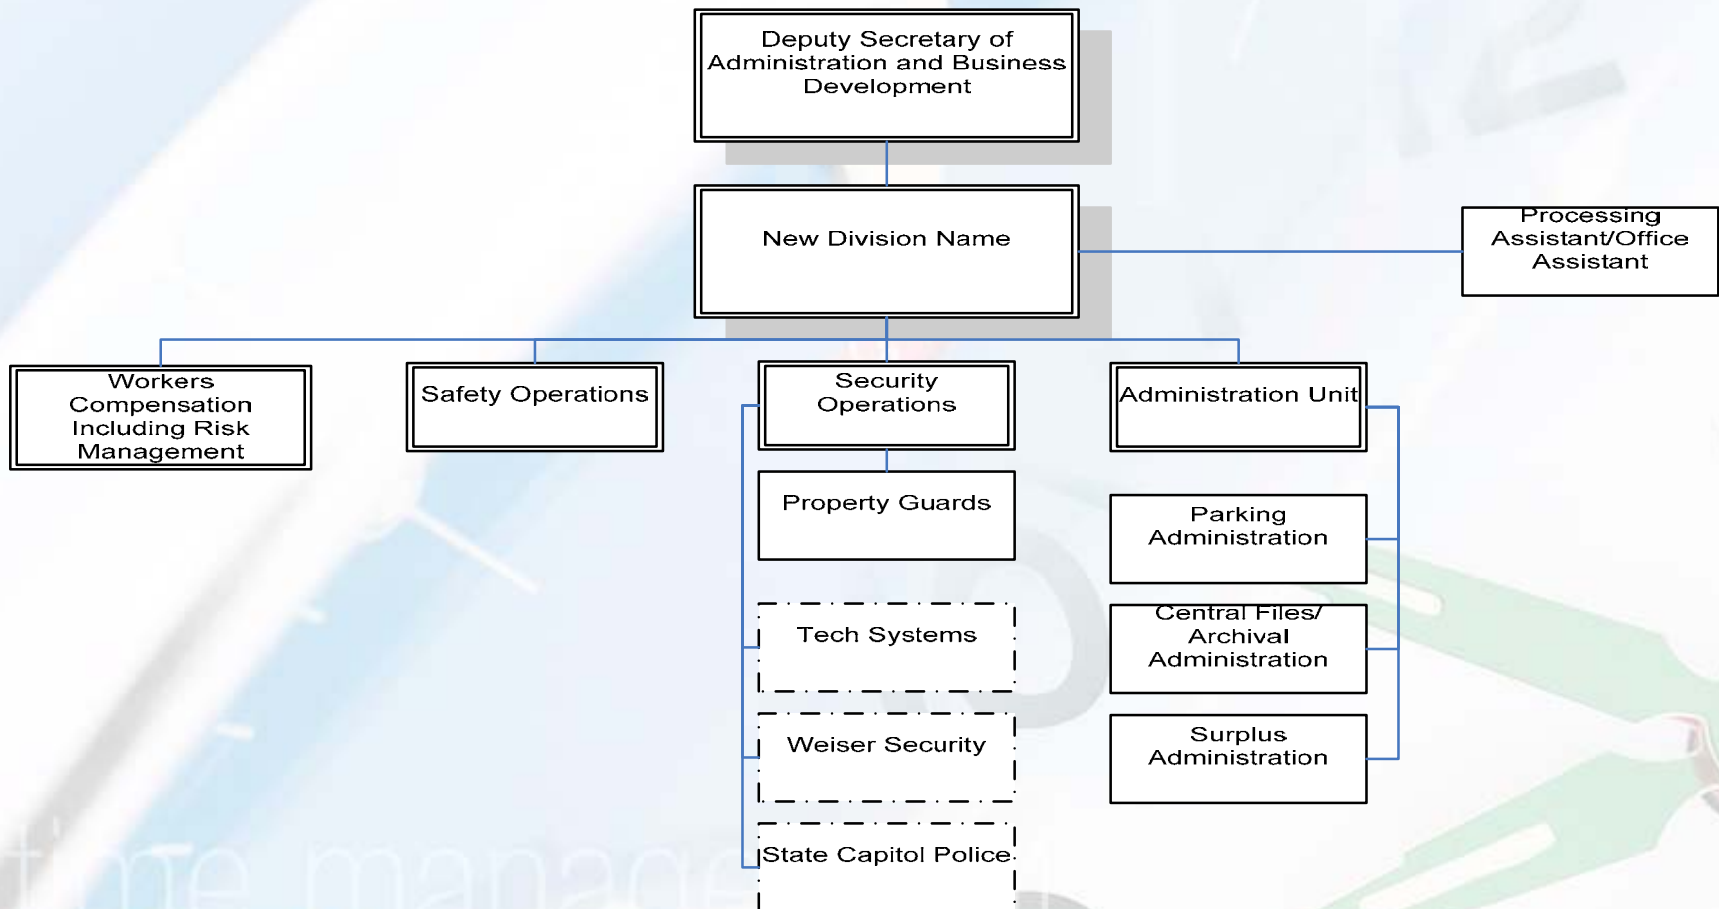 Deputy Secretary of
Administration and Business
Development
New Division Name
Processing
Assistant/Office
Assistant
Workers
Compensation
Including Risk
Management
Safety Operations
Security
Operations
Administration Unit
Property Guards
Parking
Administration
Tech Systems
Central Files/
Archival
Administration
Weiser Security
Surplus
Administration
State Capitol Police
time manage